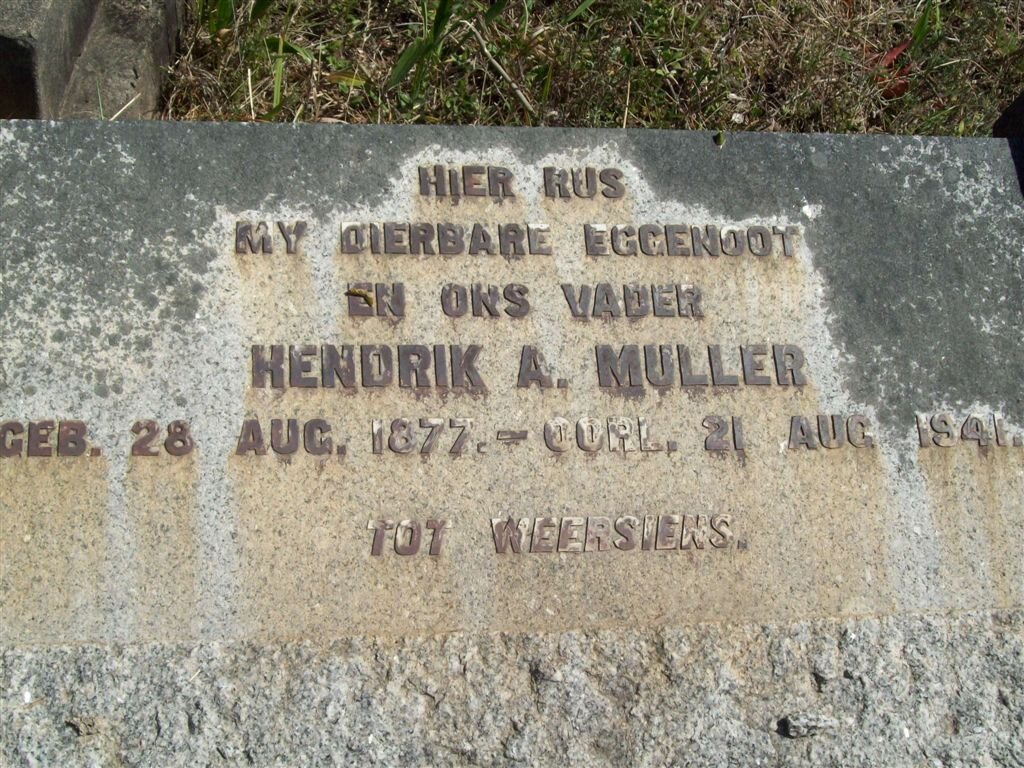 HIER RUS
MY DIERBARE EGGENOOT
EN ONS VADER
HENDRIK A. MULLER
GEB. 28 AUG. 1877.-OORL. 21 AUG 1941.
TOT WEERSIENS.